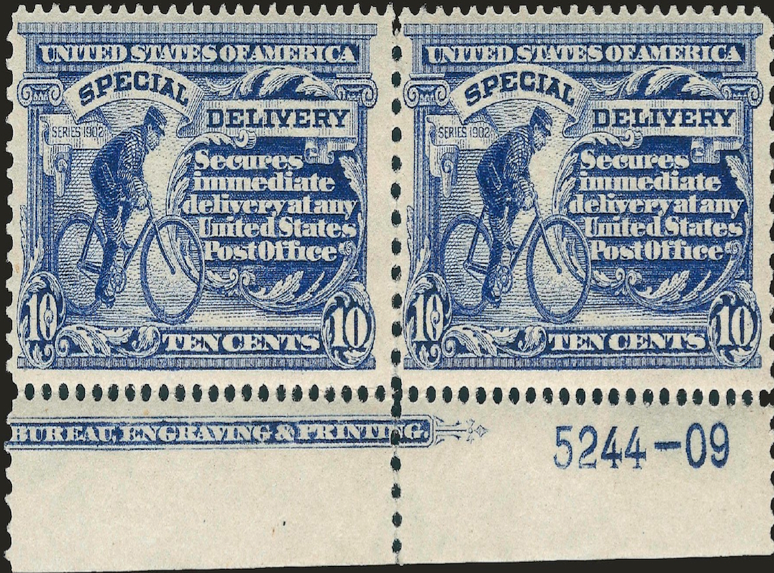 UNITED STATES OF AMERICA
SPECIAL
DELIVERY
SERIES 1902
Secures
immediate
delivery at any
United States
Post Office
10
10
TEN CENTS
UNITED STATES OF AMERICA
SPECIAL
DELIVERY
SERIES 1902
Secures
immediate
delivery at any
United States
Post Office
10
10
TEN CENTS
BUREAU, ENGRAVING & PRINTING.
5244-09